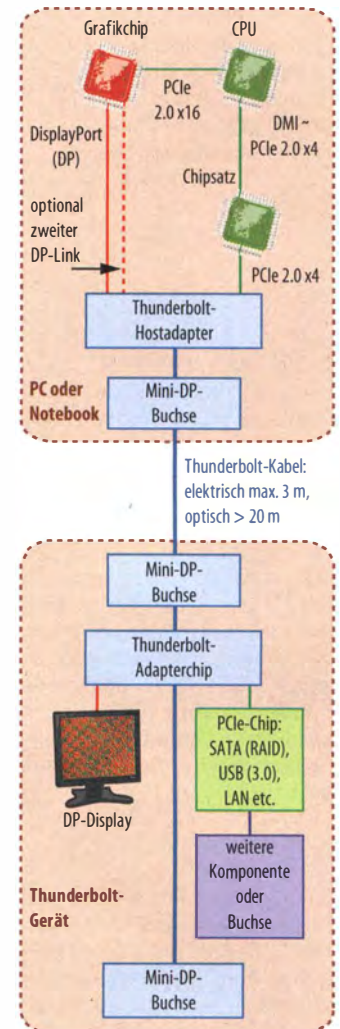 Grafikchip
CPU
PCIe
2.0 x16
DisplayPort
(DP)
DMI ~
PCIe 2.0 x4
Chipsatz
optional
zweiter
DP-Link
PCIe 2.0 x4
Thunderbolt-
Hostadapter
PC oder
Notebook
Mini-DP-
Buchse
Thunderbolt-Kabel:
elektrisch max. 3 m,
optisch > 20 m
Mini-DP-
Buchse
Thunderbolt-
Adapterchip
DP-Display
PCIe-Chip:
SATA (RAID),
USB (3.0),
LAN etc.
weitere
Komponente
oder
Buchse
Thunderbolt-
Gerät
Mini-DP-
Buchse